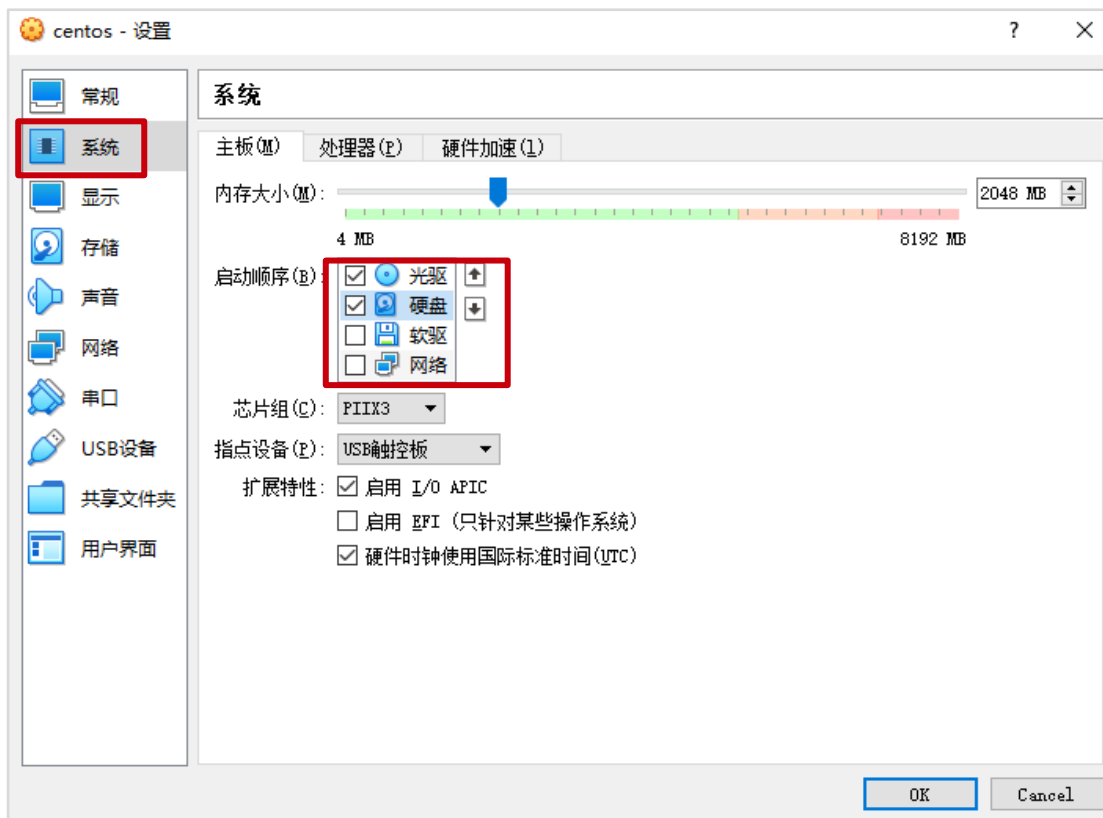 centos - 设置
?
常规
系统
显示
存储
声音
网络
串口
USB设备
共享文件夹
用户界面
系统
主板(M) 处理器(P) 硬件加速(l)
内存大小(M): 2048 MB
4 MB 8192 MB
启动顺序(B): 光驱
硬盘
软驱
网络
芯片组(C): PIIX3
指点设备(P): USB触控板
扩展特性: 启用 I/O APIC
启用 EFI (只针对某些操作系统)
硬件时钟使用国际标准时间(UTC)
OK Cancel